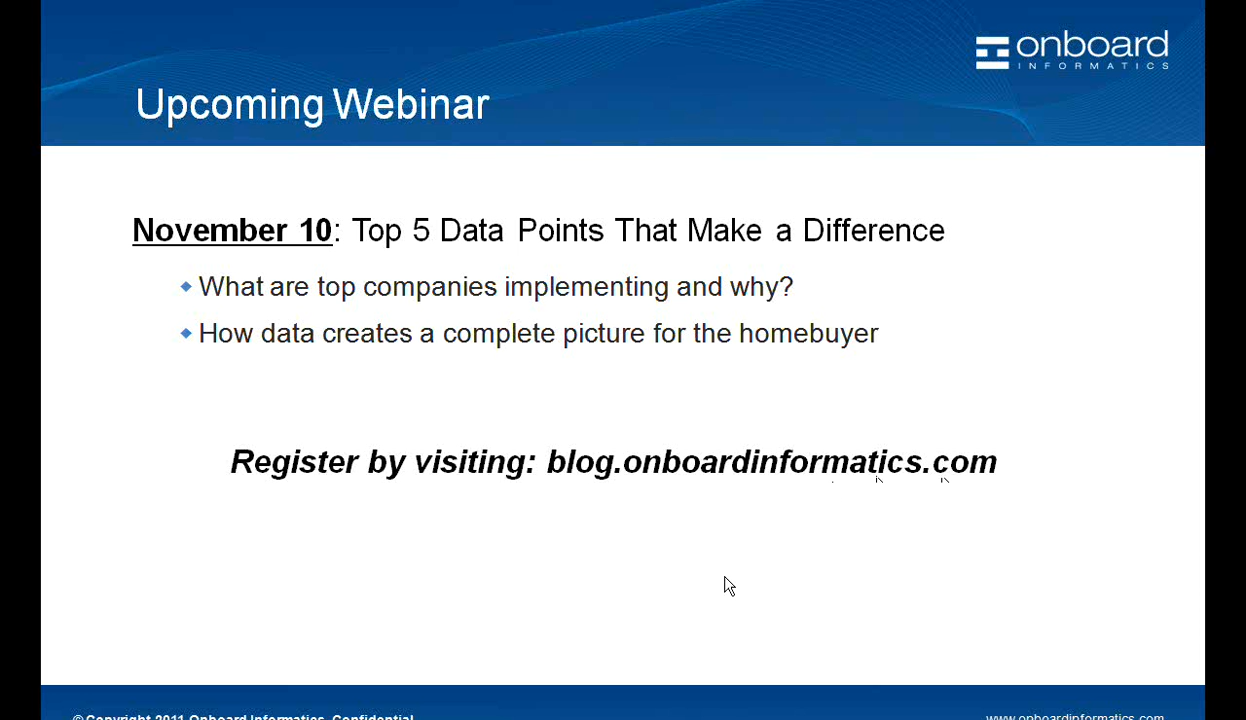 onboard
INFORMATICS
Upcoming Webinar
November 10: Top 5 Data Points That Make a Difference
What are top companies implementing and why?
How data creates a complete picture for the homebuyer
Register by visiting: blog.onboardinformatics.com
© Copyright 2011 Onboard Informatics. Confidential
www.onboardinformatics.com